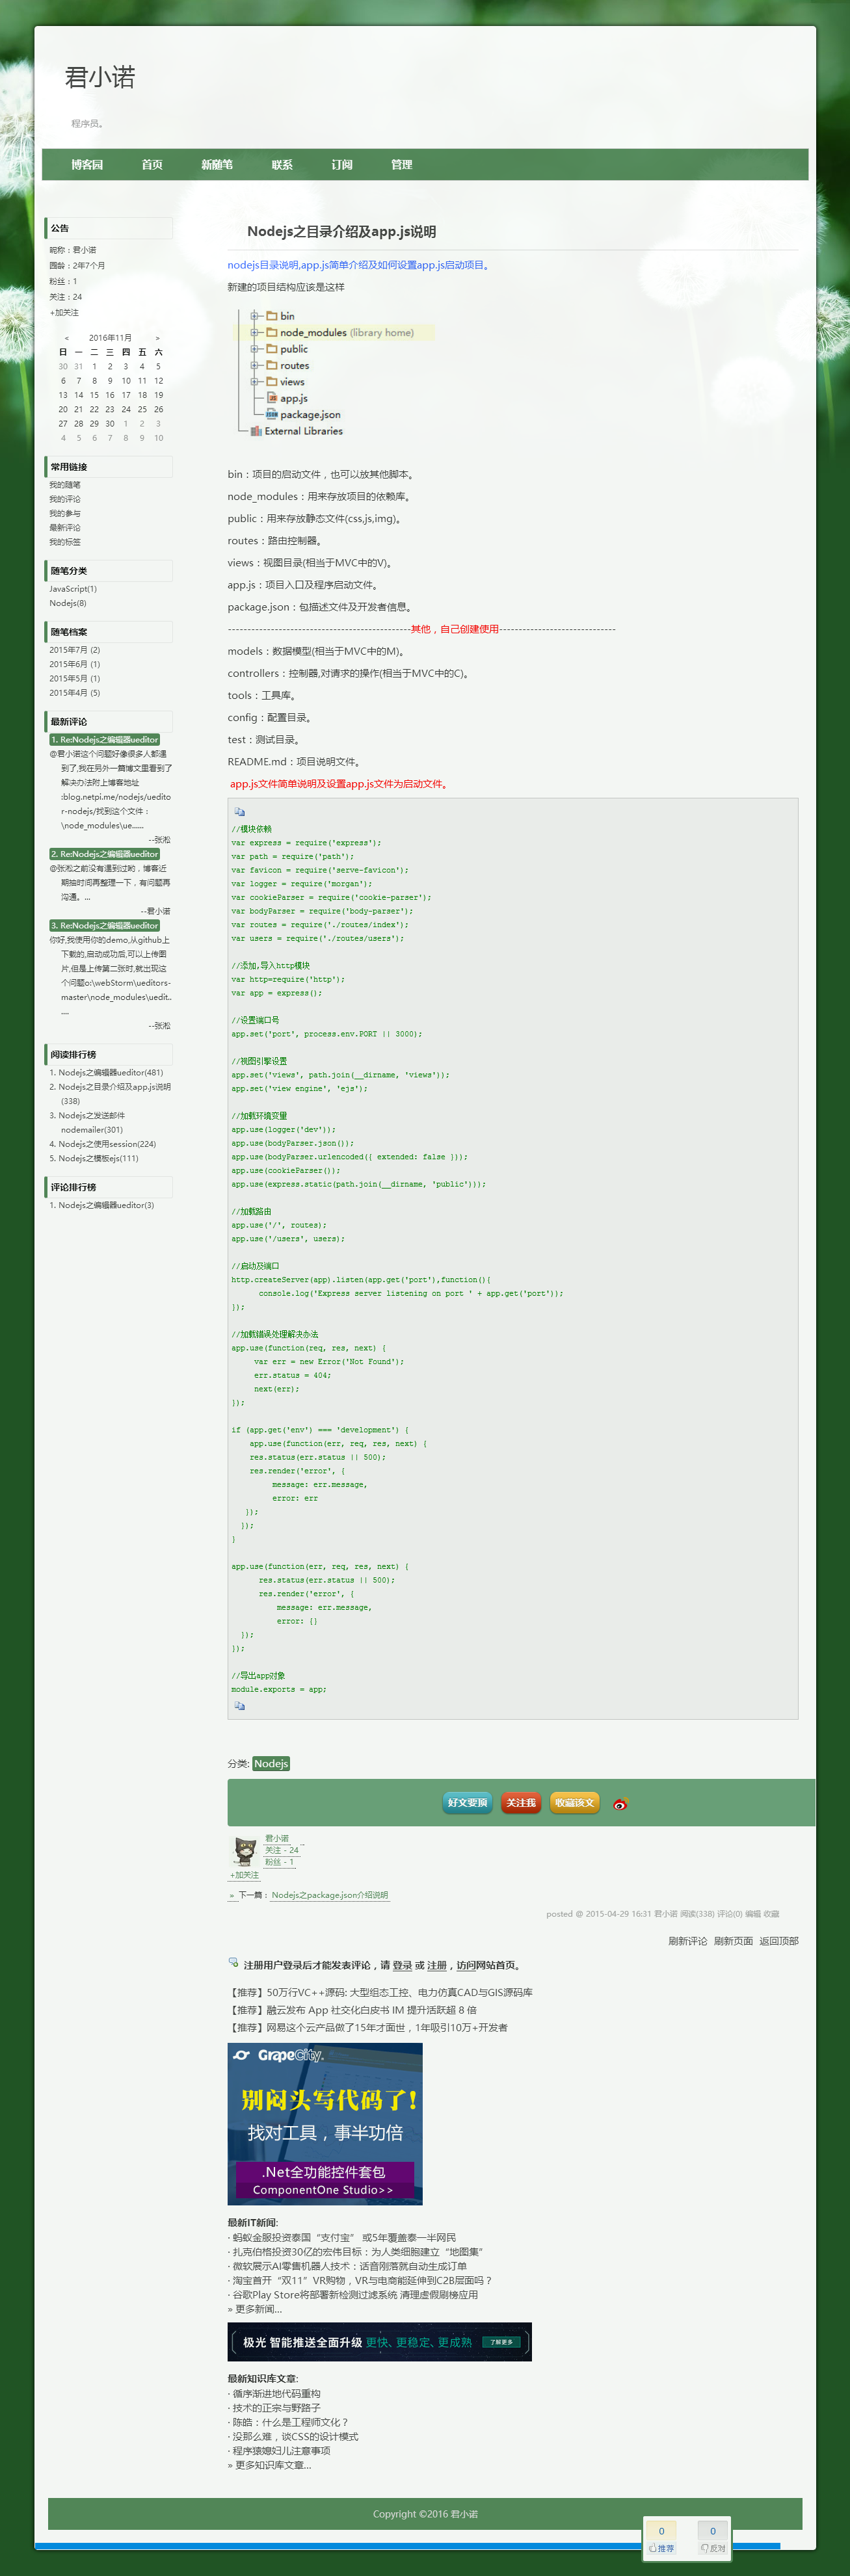 君小诺
程序员。
博客园 首页 新随笔 联系 订阅 管理
公告
昵称：君小诺
园龄：2年7个月
粉丝：1
关注：24
+加关注
< 2016年11月 >
日 一 二 三 四 五 六
30 31 1 2 3 4 5
6 7 8 9 10 11 12
13 14 15 16 17 18 19
20 21 22 23 24 25 26
27 28 29 30 1 2 3
4 5 6 7 8 9 10
常用链接
我的随笔
我的评论
我的参与
最新评论
我的标签
随笔分类
JavaScript(1)
Nodejs(8)
随笔档案
2015年7月 (2)
2015年6月 (1)
2015年5月 (1)
2015年4月 (5)
最新评论
1. Re:Nodejs之编辑器ueditor
@君小诺这个问题好像很多人都遇
到了,我在另外一篇博文里看到了
解决办法附上博客地址
:blog.netpi.me/nodejs/uedito
r-nodejs/找到这个文件：
\node_modules\ue......
--张凇
2. Re:Nodejs之编辑器ueditor
@张凇之前没有遇到过哟，博客近
期抽时间再整理一下，有问题再
沟通。...
--君小诺
3. Re:Nodejs之编辑器ueditor
你好,我使用你的demo,从github上
下载的,启动成功后,可以上传图
片,但是上传第二张时,就出现这
个问题o:\webStorm\ueditors-
master\node_modules\uedit..
....
--张凇
阅读排行榜
1. Nodejs之编辑器ueditor(481)
2. Nodejs之目录介绍及app.js说明
(338)
3. Nodejs之发送邮件
nodemailer(301)
4. Nodejs之使用session(224)
5. Nodejs之模板ejs(111)
评论排行榜
1. Nodejs之编辑器ueditor(3)
Nodejs之目录介绍及app.js说明
nodejs目录说明,app.js简单介绍及如何设置app.js启动项目。
新建的项目结构应该是这样
bin
node_modules (library home)
public
routes
views
app.js
package.json
External Libraries
bin：项目的启动文件，也可以放其他脚本。
node_modules：用来存放项目的依赖库。
public：用来存放静态文件(css,js,img)。
routes：路由控制器。
views：视图目录(相当于MVC中的V)。
app.js：项目入口及程序启动文件。
package.json：包描述文件及开发者信息。
-----------------------------------------------其他，自己创建使用------------------------------
models：数据模型(相当于MVC中的M)。
controllers：控制器,对请求的操作(相当于MVC中的C)。
tools：工具库。
config：配置目录。
test：测试目录。
README.md：项目说明文件。
app.js文件简单说明及设置app.js文件为启动文件。
//模块依赖
var express = require('express');
var path = require('path');
var favicon = require('serve-favicon');
var logger = require('morgan');
var cookieParser = require('cookie-parser');
var bodyParser = require('body-parser');
var routes = require('./routes/index');
var users = require('./routes/users');
//添加,导入http模块
var http=require('http');
var app = express();
//设置端口号
app.set('port', process.env.PORT || 3000);
//视图引擎设置
app.set('views', path.join(__dirname, 'views'));
app.set('view engine', 'ejs');
//加载环境变量
app.use(logger('dev'));
app.use(bodyParser.json());
app.use(bodyParser.urlencoded({ extended: false }));
app.use(cookieParser());
app.use(express.static(path.join(__dirname, 'public')));
//加载路由
app.use('/', routes);
app.use('/users', users);
//启动及端口
http.createServer(app).listen(app.get('port'),function(){
console.log('Express server listening on port ' + app.get('port'));
});
//加载错误处理解决办法
app.use(function(req, res, next) {
var err = new Error('Not Found');
err.status = 404;
next(err);
});
if (app.get('env') === 'development') {
app.use(function(err, req, res, next) {
res.status(err.status || 500);
res.render('error', {
message: err.message,
error: err
});
});
}
app.use(function(err, req, res, next) {
res.status(err.status || 500);
res.render('error', {
message: err.message,
error: {}
});
});
//导出app对象
module.exports = app;
分类: Nodejs
好文要顶 关注我 收藏该文
君小诺
关注 - 24
粉丝 - 1
+加关注
» 下一篇：Nodejs之package.json介绍说明
posted @ 2015-04-29 16:31 君小诺 阅读(338) 评论(0) 编辑 收藏
刷新评论 刷新页面 返回顶部
注册用户登录后才能发表评论，请 登录 或 注册，访问网站首页。
【推荐】50万行VC++源码: 大型组态工控、电力仿真CAD与GIS源码库
【推荐】融云发布 App 社交化白皮书 IM 提升活跃超 8 倍
【推荐】网易这个云产品做了15年才面世，1年吸引10万+开发者
GrapeCity.
别闷头写代码了!
找对工具，事半功倍
.Net全功能控件套包
ComponentOne Studio>>
最新IT新闻:
· 蚂蚁金服投资泰国“支付宝” 或5年覆盖泰一半网民
· 扎克伯格投资30亿的宏伟目标：为人类细胞建立“地图集”
· 微软展示AI零售机器人技术：话音刚落就自动生成订单
· 淘宝首开“双11”VR购物，VR与电商能延伸到C2B层面吗？
· 谷歌Play Store将部署新检测过滤系统 清理虚假刷榜应用
» 更多新闻...
极光 智能推送全面升级 更快、更稳定、更成熟 了解更多
最新知识库文章:
· 循序渐进地代码重构
· 技术的正宗与野路子
· 陈皓：什么是工程师文化？
· 没那么难，谈CSS的设计模式
· 程序猿媳妇儿注意事项
» 更多知识库文章...
Copyright ©2016 君小诺
0 0
推荐 反对